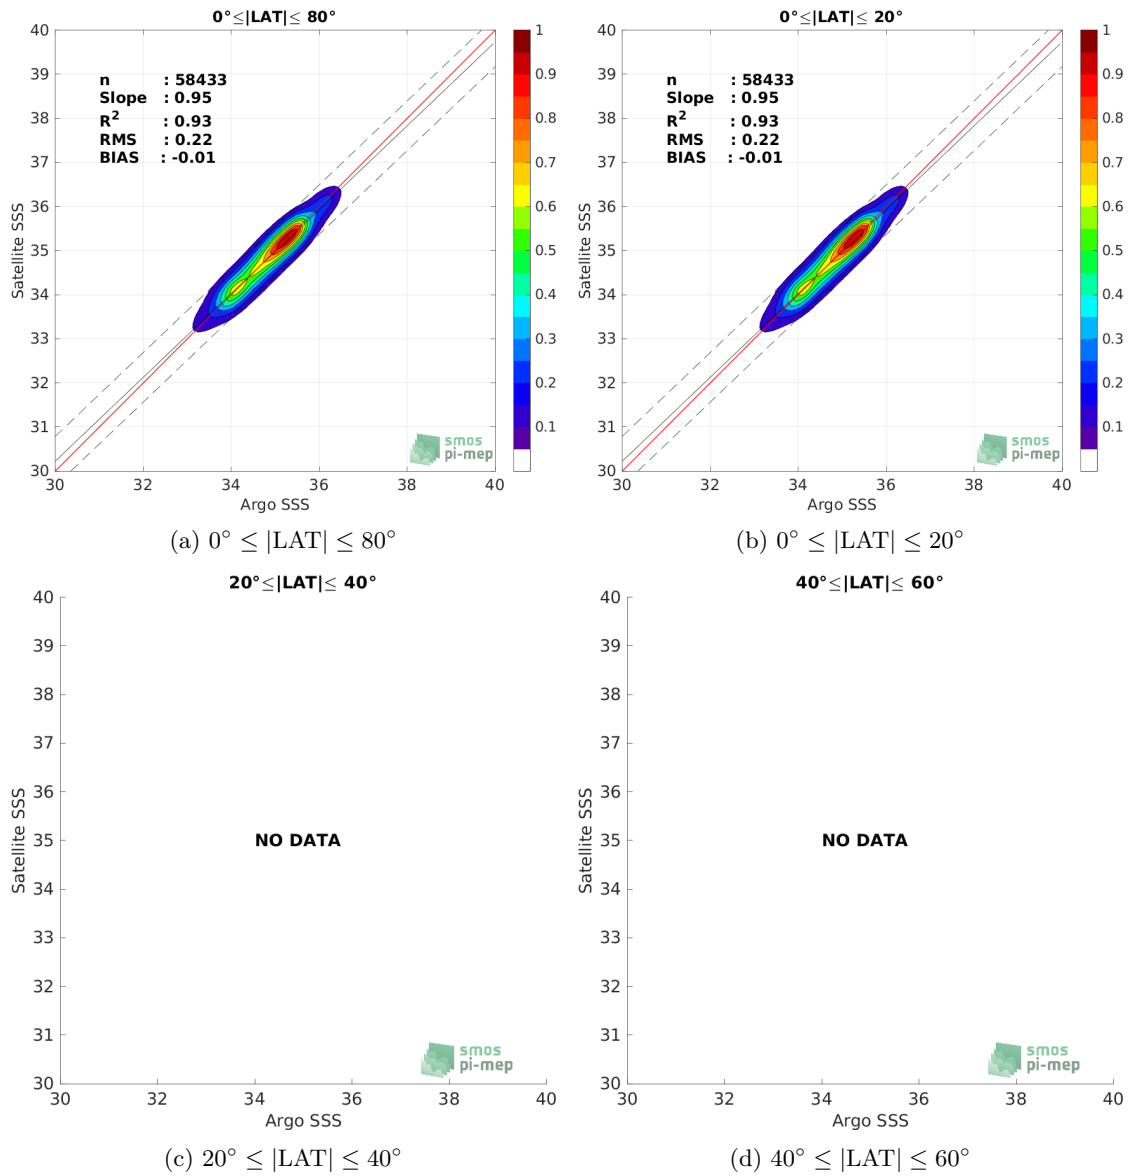 0°≤|LAT|≤ 80°
40
39
38
37
36
35
34
33
32
31
30
Satellite SSS
n : 58433
Slope : 0.95
R² : 0.93
RMS : 0.22
BIAS : -0.01
smos
pi-mep
30 32 34 36 38 40
Argo SSS
1
0.9
0.8
0.7
0.6
0.5
0.4
0.3
0.2
0.1
(a) 0° ≤ |LAT| ≤ 80°
0°≤|LAT|≤ 20°
40
39
38
37
36
35
34
33
32
31
30
Satellite SSS
n : 58433
Slope : 0.95
R² : 0.93
RMS : 0.22
BIAS : -0.01
smos
pi-mep
30 32 34 36 38 40
Argo SSS
1
0.9
0.8
0.7
0.6
0.5
0.4
0.3
0.2
0.1
(b) 0° ≤ |LAT| ≤ 20°
20°≤|LAT|≤ 40°
40
39
38
37
36
35
34
33
32
31
30
Satellite SSS
NO DATA
smos
pi-mep
30 32 34 36 38 40
Argo SSS
(c) 20° ≤ |LAT| ≤ 40°
40°≤|LAT|≤ 60°
40
39
38
37
36
35
34
33
32
31
30
Satellite SSS
NO DATA
smos
pi-mep
30 32 34 36 38 40
Argo SSS
(d) 40° ≤ |LAT| ≤ 60°